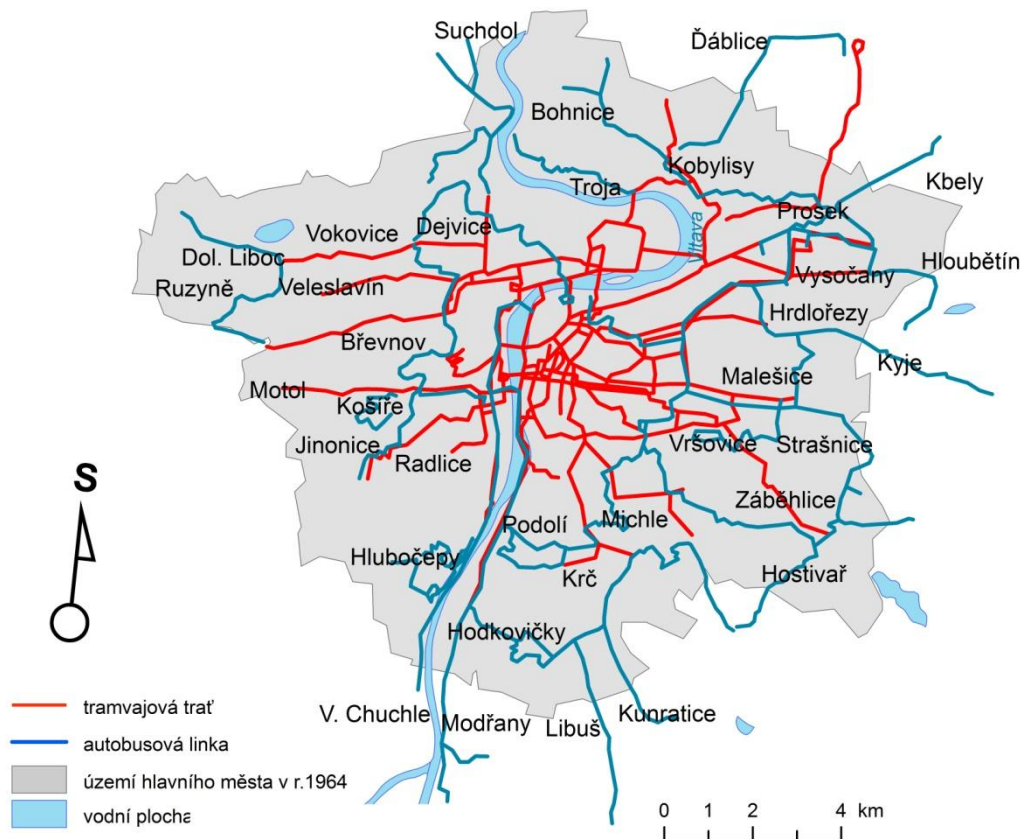 Suchdol
Ďáblice
Bohnice
Kobylisy
Kbely
Troja
Prosek
Vltava
Dejvice
Vokovice
Dol. Liboc
Hloubětín
Vysočany
Ruzyně
Veleslavín
Hrdlořezy
Břevnov
Kyje
Motol
Malešice
Košíře
Jinonice
Vršovice
Strašnice
Radlice
S
Záběhlice
Podolí
Michle
Hlubočepy
Krč
Hostivař
Hodkovičky
V. Chuchle
Modřany
Libuš
Kunratice
tramvajová trať
autobusová linka
území hlavního města v r.1964
vodní plocha
0 1 2 4 km